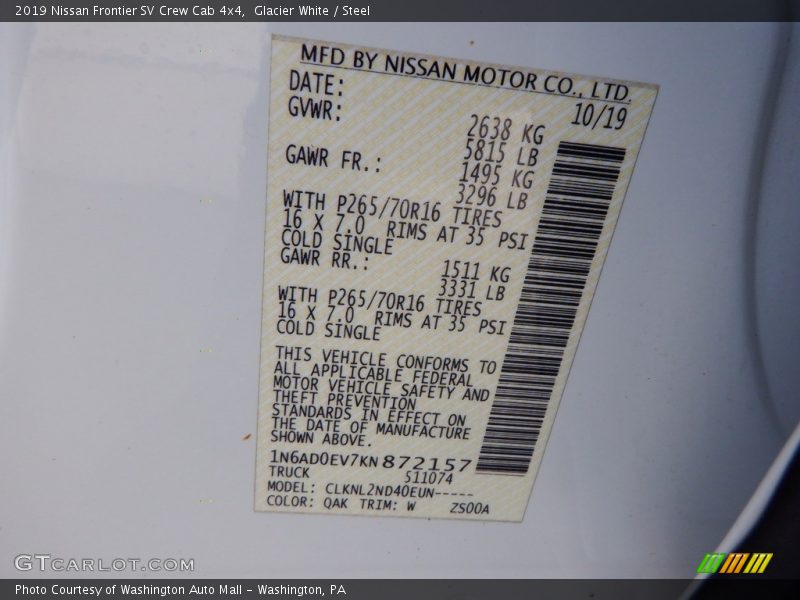 2019 Nissan Frontier SV Crew Cab 4x4,  Glacier White / Steel
MFD BY NISSAN MOTOR CO., LTD.
DATE: 10/19
GVWR: 2638 KG
5815 LB
GAWR FR.: 1495 KG
3296 LB
WITH P265/70R16 TIRES
16 X 7.0 RIMS AT 35 PSI
COLD SINGLE
GAWR RR.: 1511 KG
3331 LB
WITH P265/70R16 TIRES
16 X 7.0 RIMS AT 35 PSI
COLD SINGLE
THIS VEHICLE CONFORMS TO
ALL APPLICABLE FEDERAL
MOTOR VEHICLE SAFETY AND
THEFT PREVENTION
STANDARDS IN EFFECT ON
THE DATE OF MANUFACTURE
SHOWN ABOVE.
1N6AD0EV7KN872157
TRUCK 511074
MODEL: CLKNL2ND40EUN-----
COLOR: QAK TRIM: W ZS00A
GTCARLOT.COM
Photo Courtesy of Washington Auto Mall - Washington, PA